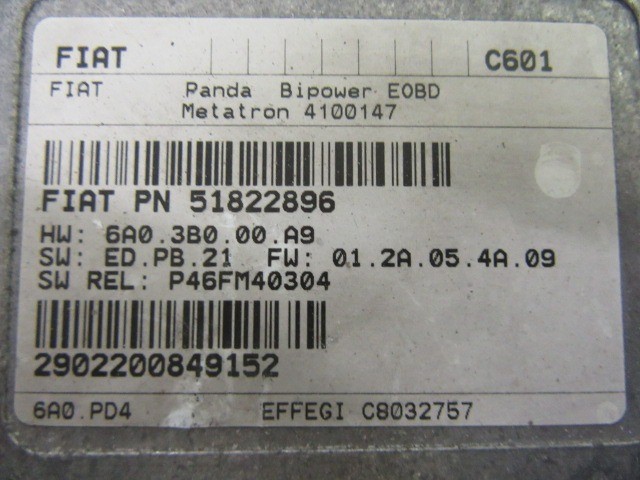 FIAT C601
FIAT Panda Bipower EOBD
Metatron 4100147
FIAT PN 51822896
HW: 6A0.3B0.00.A9
SW: ED.PB.21 FW: 01.2A.05.4A.09
SW REL: P46FM40304
2902200849152
6A0.PD4 EFFEGI C8032757